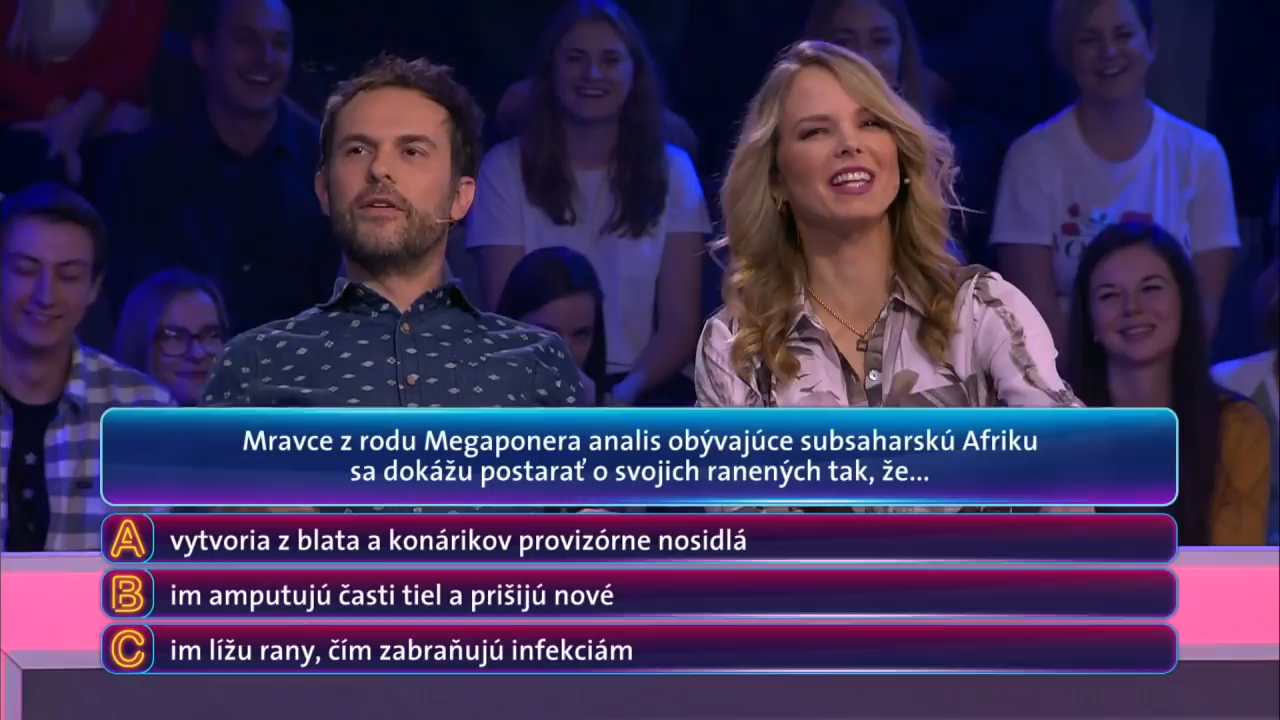 Mravce z rodu Megaponera analis obývajúce subsaharskú Afriku
sa dokážu postarať o svojich ranených tak, že...
A vytvoria z blata a konárikov provizórne nosidlá
B im amputujú časti tiel a prišijú nové
C im lížu rany, čím zabraňujú infekciám